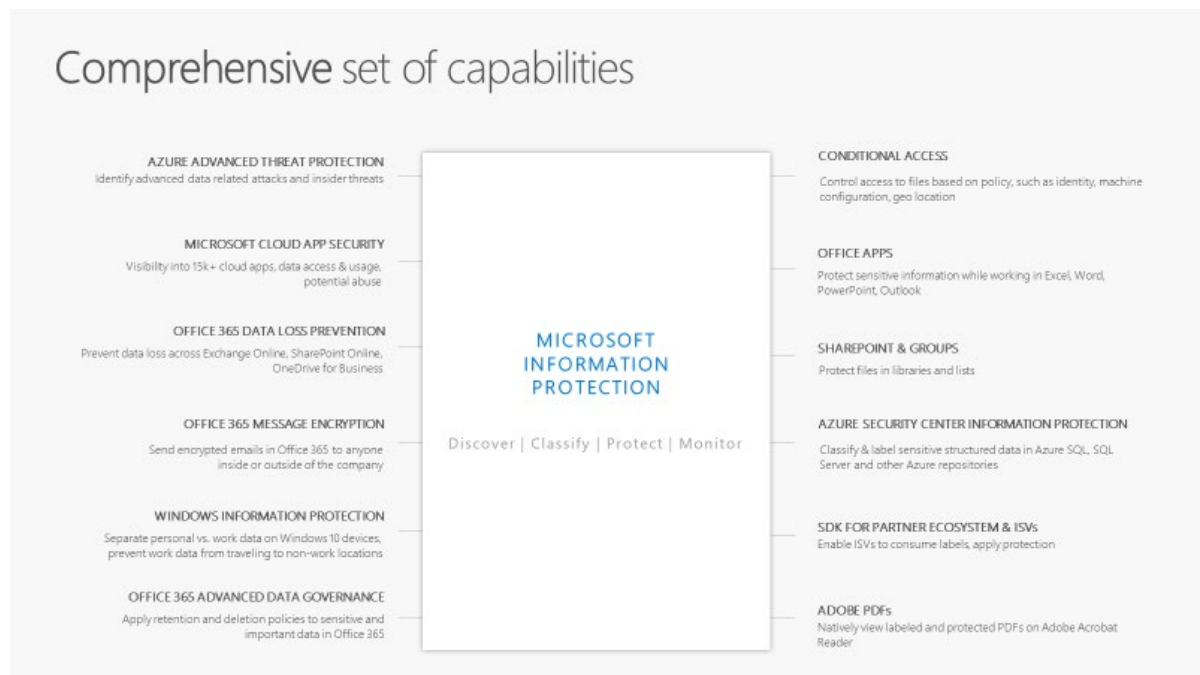 Comprehensive set of capabilities
AZURE ADVANCED THREAT PROTECTION
Identify advanced data related attacks and insider threats
MICROSOFT CLOUD APP SECURITY
Visibility into 15k+ cloud apps, data access & usage,
potential abuse
OFFICE 365 DATA LOSS PREVENTION
Prevent data loss across Exchange Online, SharePoint Online,
OneDrive for Business
OFFICE 365 MESSAGE ENCRYPTION
Send encrypted emails in Office 365 to anyone
inside or outside of the company
WINDOWS INFORMATION PROTECTION
Separate personal vs. work data on Windows 10 devices,
prevent work data from traveling to non-work locations
OFFICE 365 ADVANCED DATA GOVERNANCE
Apply retention and deletion policies to sensitive and
important data in Office 365
MICROSOFT
INFORMATION
PROTECTION
Discover | Classify | Protect | Monitor
CONDITIONAL ACCESS
Control access to files based on policy, such as identity, machine
configuration, geo location
OFFICE APPS
Protect sensitive information while working in Excel, Word,
PowerPoint, Outlook
SHAREPOINT & GROUPS
Protect files in libraries and lists
AZURE SECURITY CENTER INFORMATION PROTECTION
Classify & label sensitive structured data in Azure SQL, SQL
Server and other Azure repositories
SDK FOR PARTNER ECOSYSTEM & ISVs
Enable ISVs to consume labels, apply protection
ADOBE PDFs
Natively view labeled and protected PDFs on Adobe Acrobat
Reader